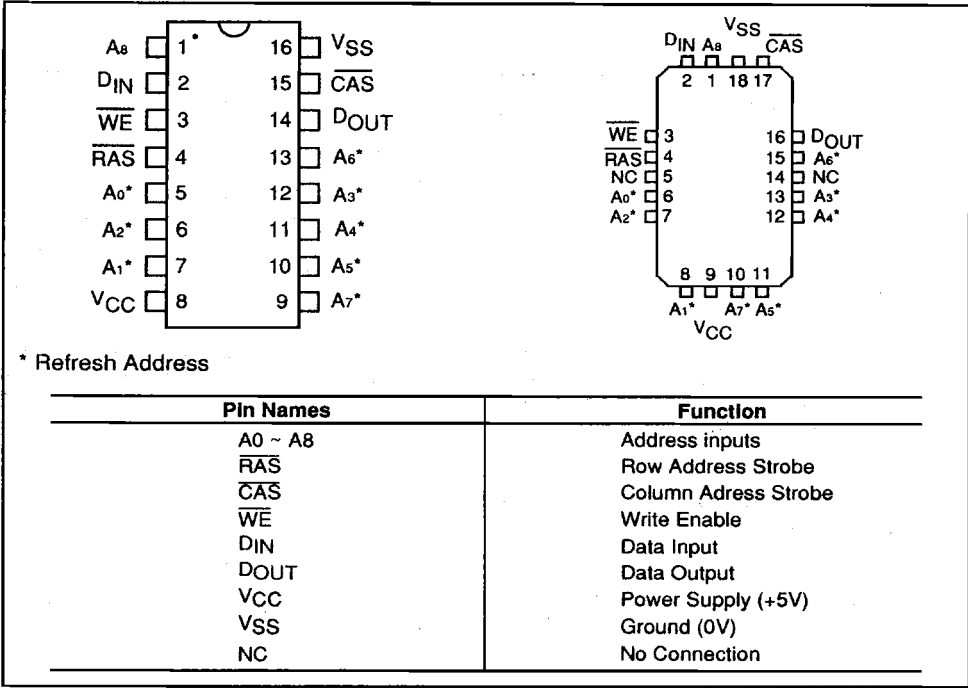 A8 1 16 VSS
DIN 2 15 CAS
WE 3 14 DOUT
RAS 4 13 A6*
A0* 5 12 A3*
A2* 6 11 A4*
A1* 7 10 A5*
VCC 8 9 A7*
VSS
DIN A8 CAS
2 1 18 17
WE 3 16 DOUT
RAS 4 15 A6*
NC 5 14 NC
A0* 6 13 A3*
A2* 7 12 A4*
8 9 10 11
A1* A7* A5*
VCC
* Refresh Address
Pin Names Function
A0 ~ A8 Address inputs
RAS Row Address Strobe
CAS Column Adress Strobe
WE Write Enable
DIN Data Input
DOUT Data Output
VCC Power Supply (+5V)
VSS Ground (0V)
NC No Connection